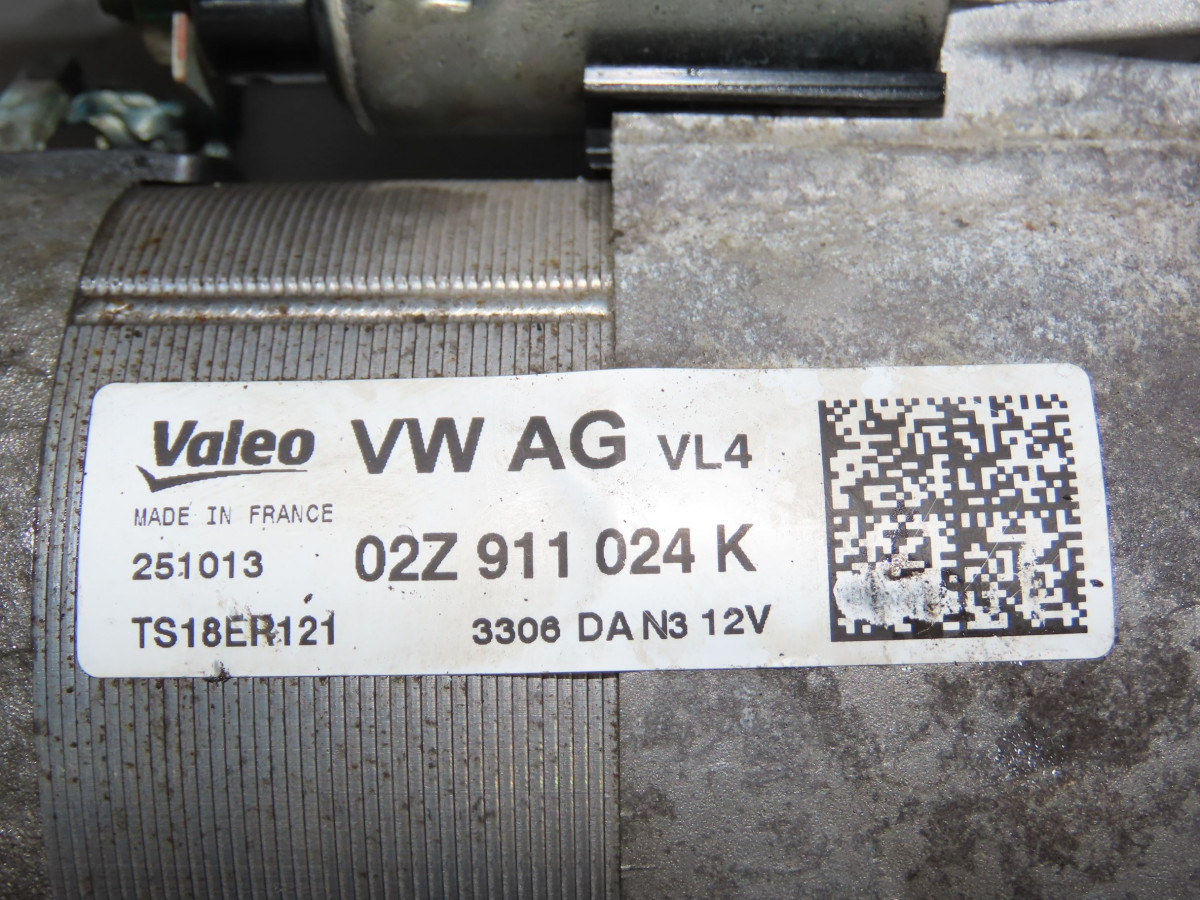 Valeo VW AG VL4
MADE IN FRANCE
251013 02Z 911 024 K
TS18ER121 3306 DA N3 12V